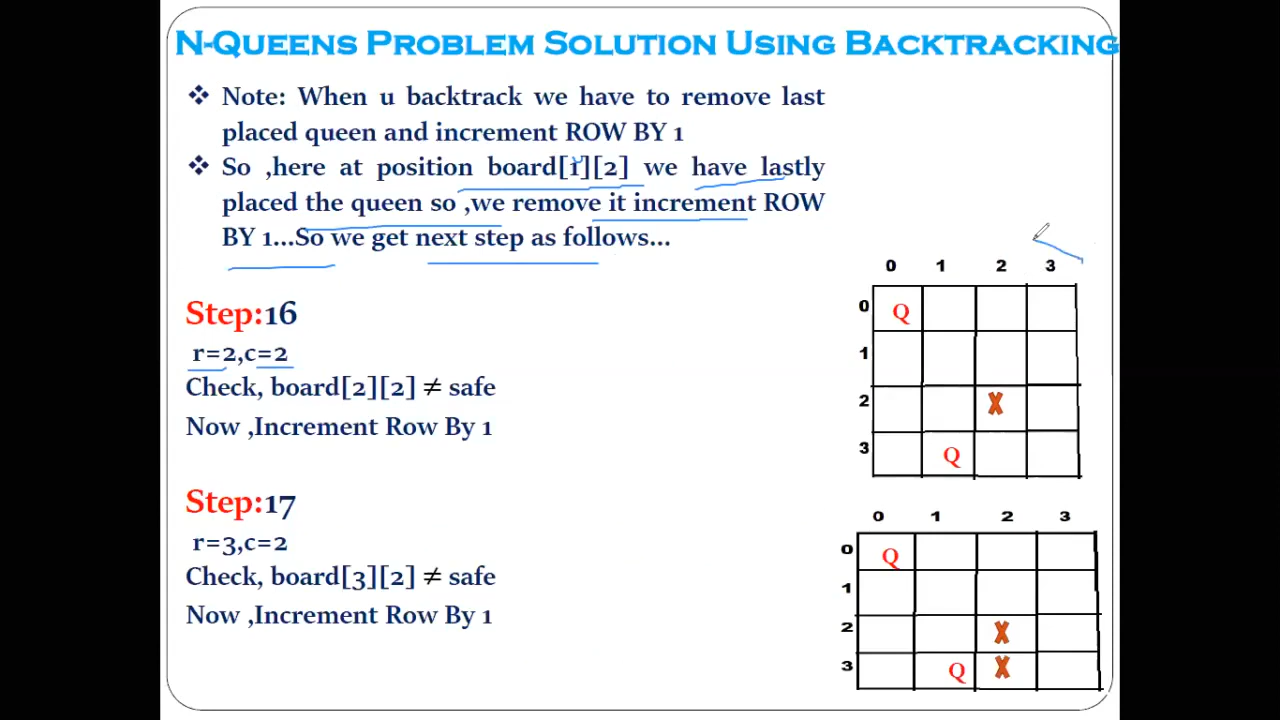 N-Queens Problem Solution Using Backtracking
❖ Note: When u backtrack we have to remove last
placed queen and increment ROW BY 1
❖ So ,here at position board[1][2] we have lastly
placed the queen so ,we remove it increment ROW
BY 1...So we get next step as follows...
Step:16
r=2,c=2
Check, board[2][2] ≠ safe
Now ,Increment Row By 1
0 1 2 3
0 Q
1
2 X
3 Q
Step:17
r=3,c=2
Check, board[3][2] ≠ safe
Now ,Increment Row By 1
0 1 2 3
0 Q
1
2 X
3 Q X